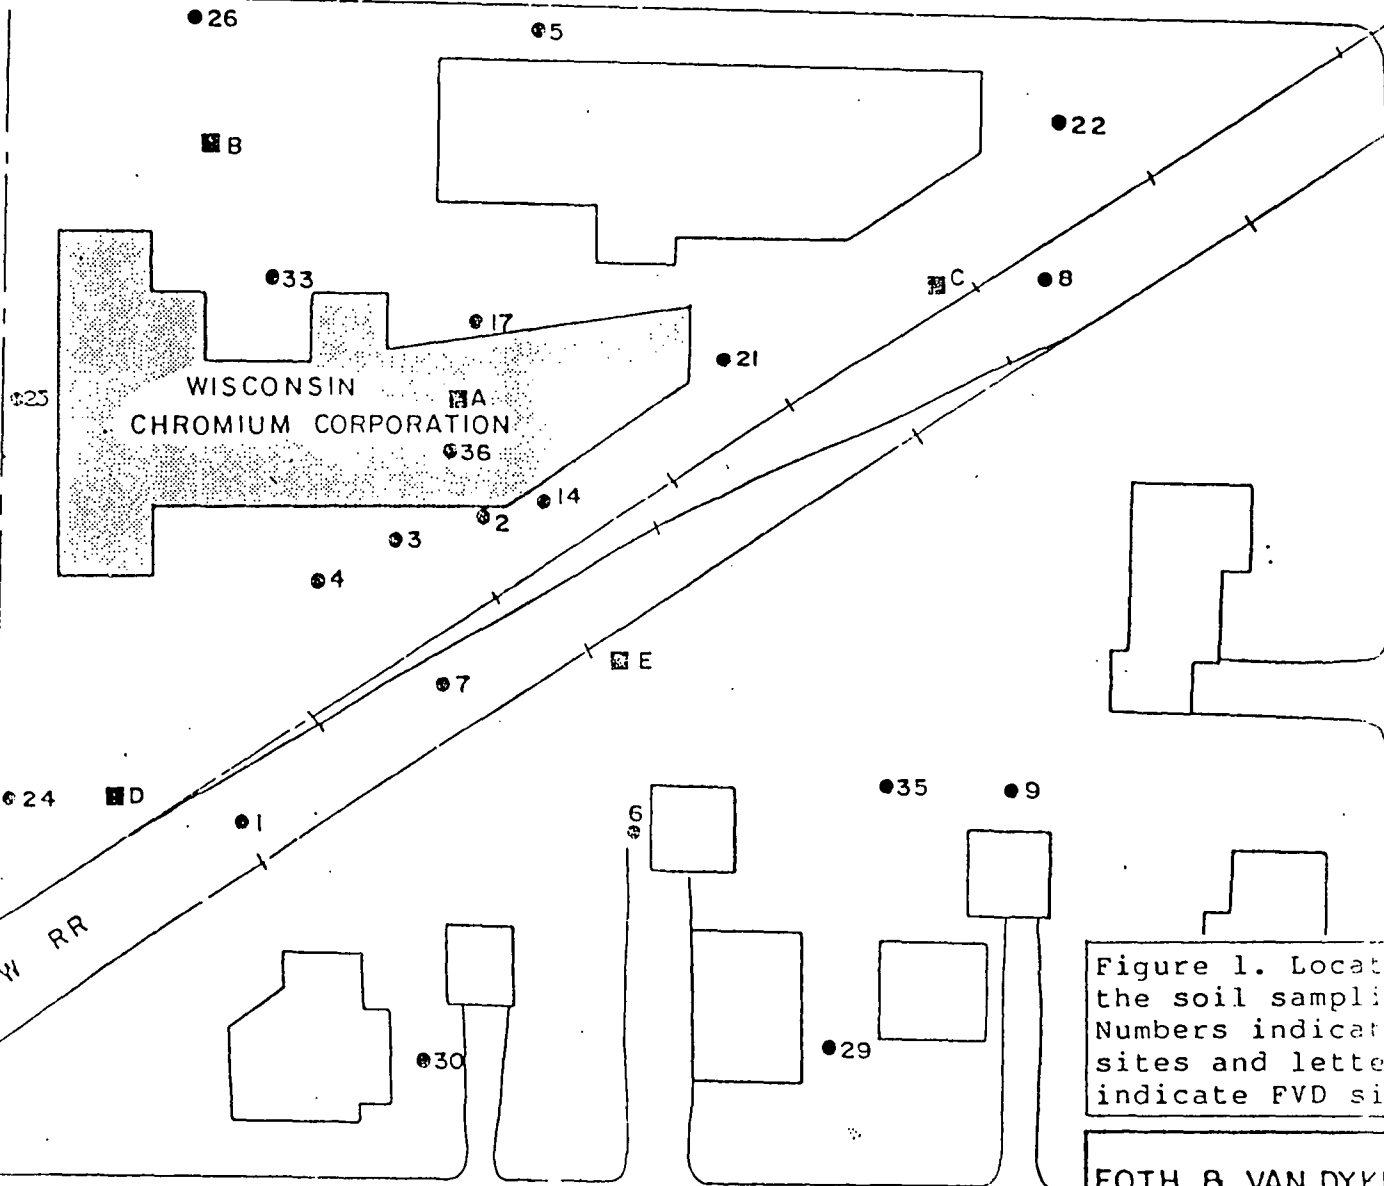 26
5
22
B
33
C
8
17
21
25
WISCONSIN
A
CHROMIUM CORPORATION
36
14
2
3
4
E
7
24
D
35
9
6
1
RR
W
Figure 1. Locat
the soil sampli
Numbers indicat
sites and lette
indicate FVD si
30
29
FOTH & VAN DYK